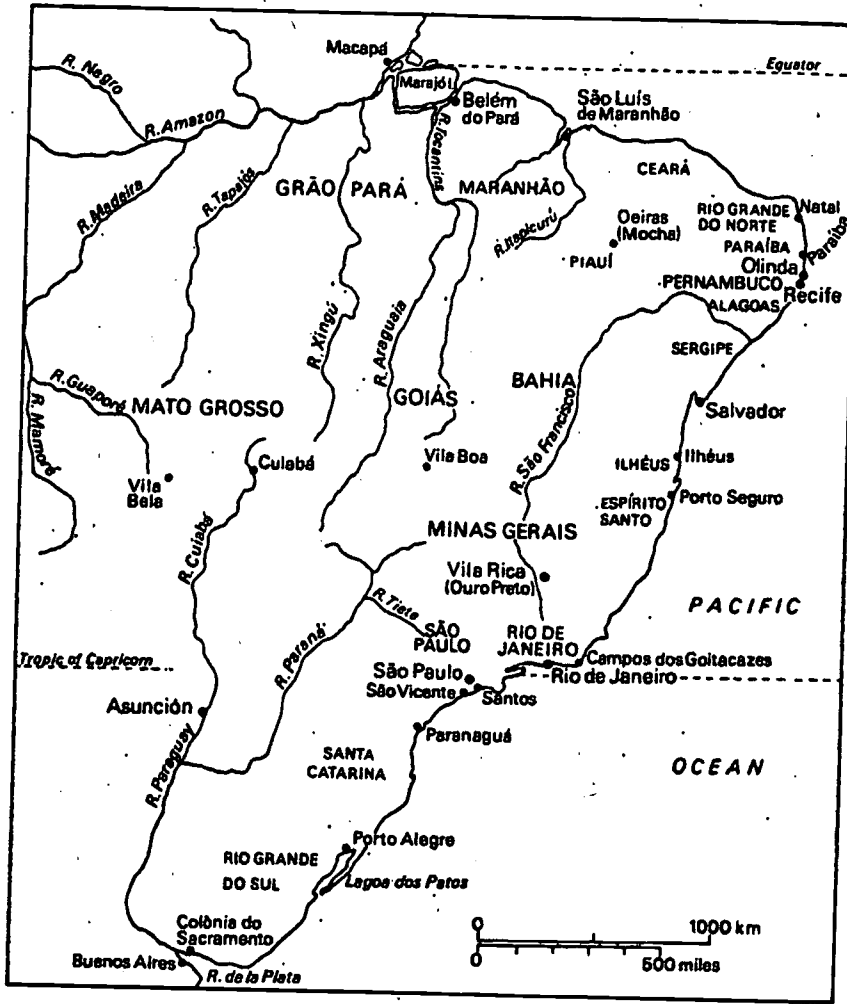 Macapá
Equator
R. Negro
Marajó I.
R. Amazon
Belém
do Pará
São Luís
de Maranhão
R. Tocantins
CEARÁ
R. Madeira
R. Tapajós
GRÃO PARÁ
MARANHÃO
R. Itapicurú
Oeiras
(Mocha)
PIAUÍ
RIO GRANDE
DO NORTE
Natal
PARAÍBA
Paraíba
Olinda
PERNAMBUCO
Recife
ALAGOAS
SERGIPE
R. Xingú
R. Araguaia
R. Guaporé
MATO GROSSO
GOIÁS
BAHIA
R. São Francisco
Salvador
R. Mamoré
Vila
Bela
Cuiabá
Vila Boa
ILHÉUS
Ilhéus
ESPÍRITO
SANTO
Porto Seguro
R. Cuiabá
MINAS GERAIS
Vila Rica
(Ouro Preto)
PACIFIC
R. Tiete
R. Paraná
SÃO
PAULO
RIO DE
JANEIRO
Tropic of Capricorn
Campos dos Goitacazes
São Paulo
Rio de Janeiro
São Vicente
Santos
Asunción
Paranaguá
R. Paraguay
SANTA
CATARINA
OCEAN
Porto Alegre
RIO GRANDE
DO SUL
Lagoa dos Patos
Colònia do
Sacramento
Buenos Aires
R. de la Plata
0 1000 km
0 500 miles